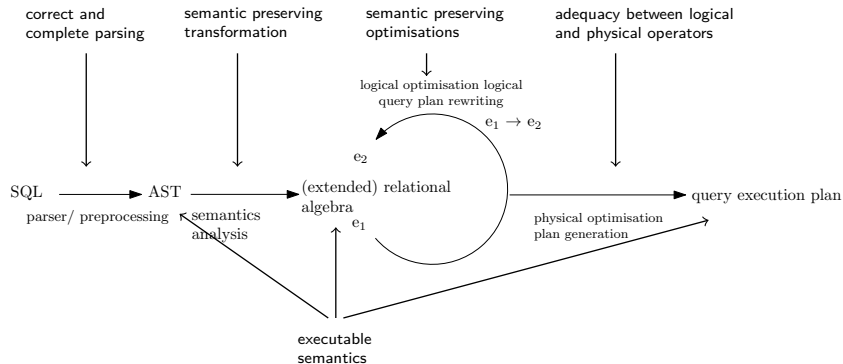 correct and
complete parsing
semantic preserving
transformation
semantic preserving
optimisations
adequacy between logical
and physical operators
logical optimisation logical
query plan rewriting
e₁ → e₂
e₂
SQL
AST
(extended) relational
algebra
query execution plan
parser/ preprocessing
semantics
analysis
e₁
physical optimisation
plan generation
executable
semantics